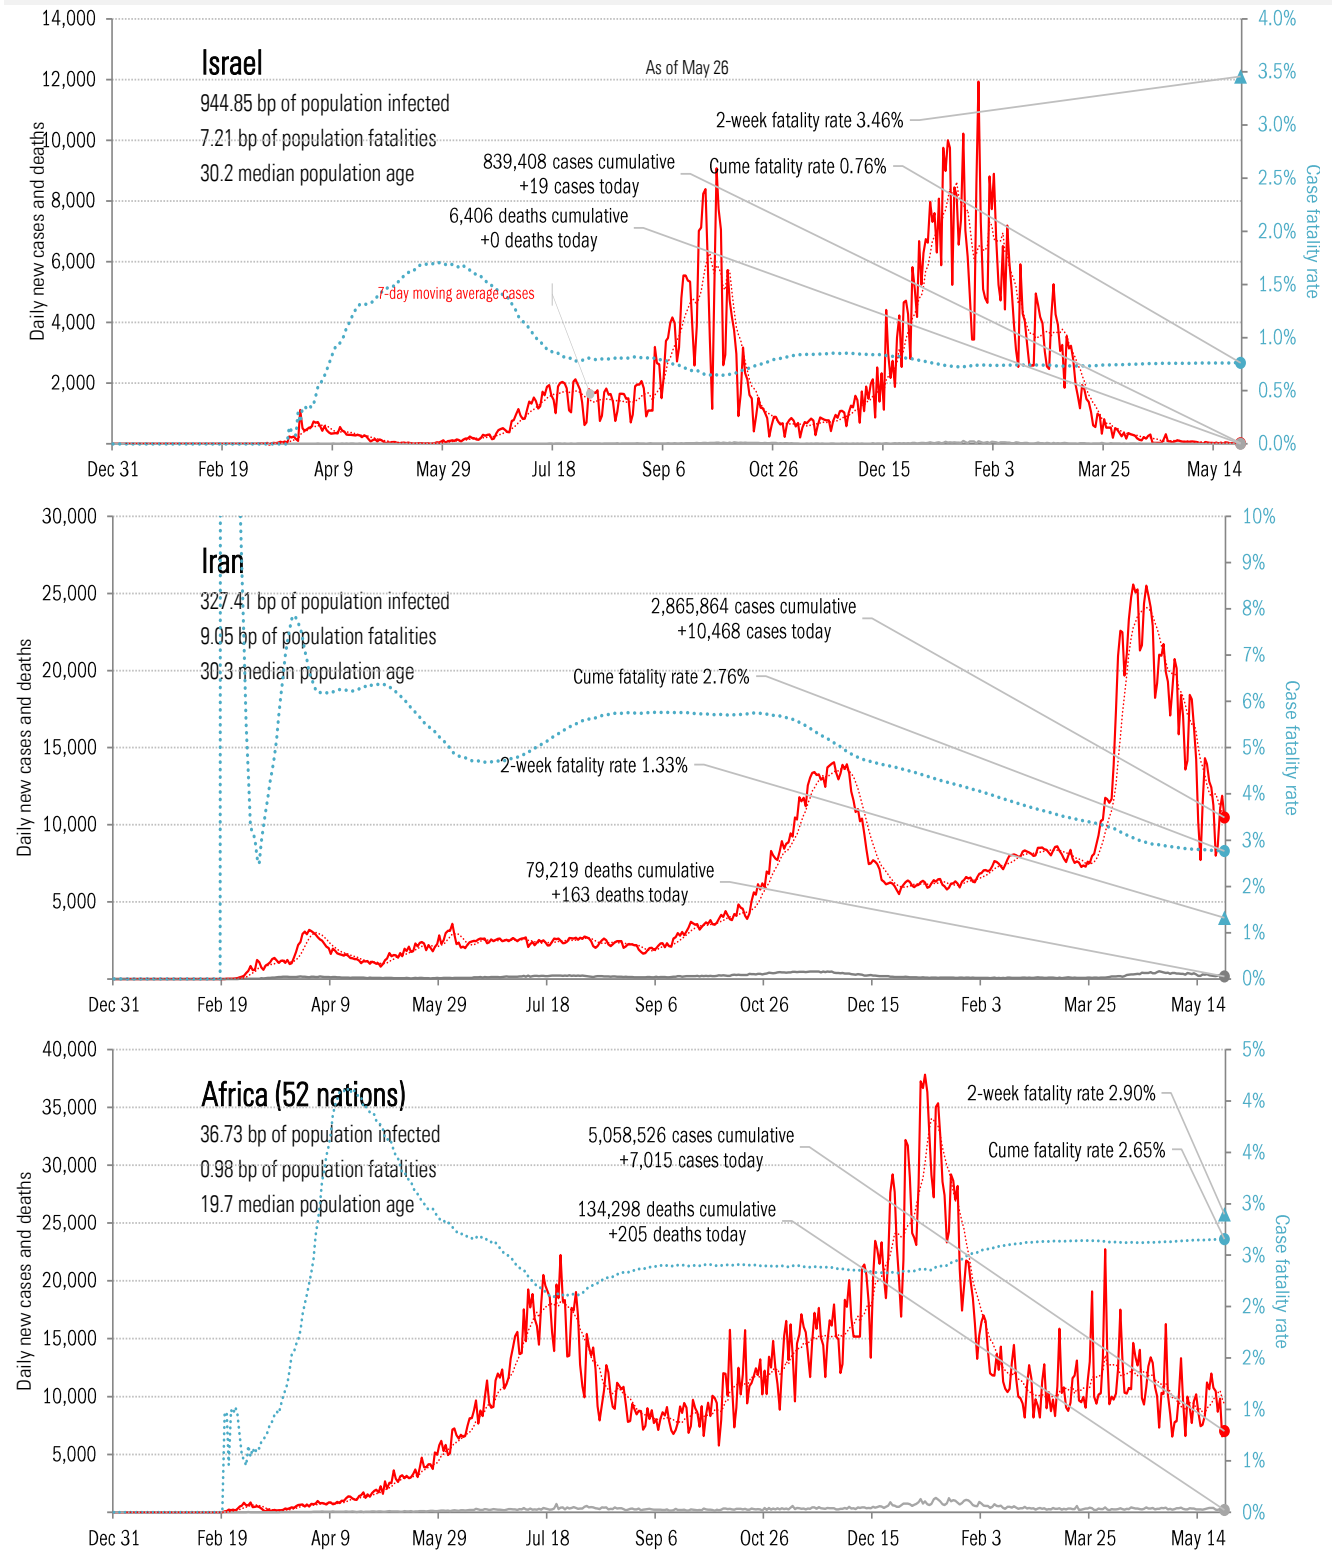 14,000
12,000
10,000
8,000
6,000
4,000
2,000
Daily new cases and deaths
Israel
944.85 bp of population infected
7.21 bp of population fatalities
30.2 median population age
As of May 26
2-week fatality rate 3.46%
Cume fatality rate 0.76%
839,408 cases cumulative
+19 cases today
6,406 deaths cumulative
+0 deaths today
7-day moving average cases
4.0%
3.5%
3.0%
2.5%
2.0%
1.5%
1.0%
0.5%
0.0%
Case fatality rate
Dec 31 Feb 19 Apr 9 May 29 Jul 18 Sep 6 Oct 26 Dec 15 Feb 3 Mar 25 May 14
30,000
25,000
20,000
15,000
10,000
5,000
Daily new cases and deaths
Iran
327.41 bp of population infected
9.05 bp of population fatalities
30.3 median population age
2,865,864 cases cumulative
+10,468 cases today
Cume fatality rate 2.76%
2-week fatality rate 1.33%
79,219 deaths cumulative
+163 deaths today
10%
9%
8%
7%
6%
5%
4%
3%
2%
1%
0%
Case fatality rate
Dec 31 Feb 19 Apr 9 May 29 Jul 18 Sep 6 Oct 26 Dec 15 Feb 3 Mar 25 May 14
40,000
35,000
30,000
25,000
20,000
15,000
10,000
5,000
Daily new cases and deaths
Africa (52 nations)
36.73 bp of population infected
0.98 bp of population fatalities
19.7 median population age
2-week fatality rate 2.90%
Cume fatality rate 2.65%
5,058,526 cases cumulative
+7,015 cases today
134,298 deaths cumulative
+205 deaths today
5%
4%
4%
3%
3%
2%
2%
1%
1%
0%
Case fatality rate
Dec 31 Feb 19 Apr 9 May 29 Jul 18 Sep 6 Oct 26 Dec 15 Feb 3 Mar 25 May 14